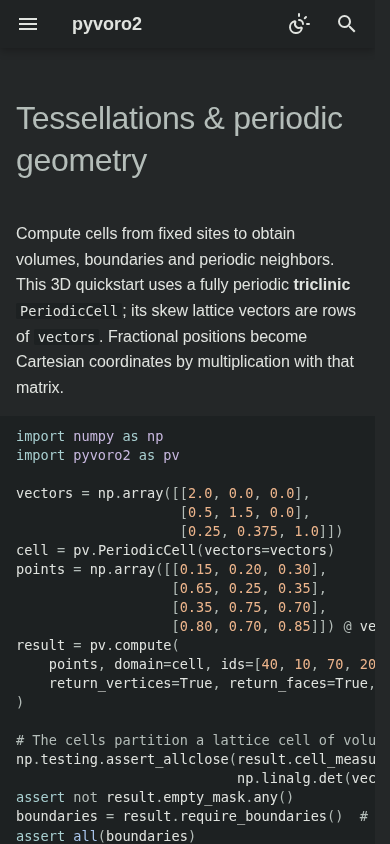 pyvoro2
Tessellations & periodic
geometry
Compute cells from fixed sites to obtain
volumes, boundaries and periodic neighbors.
This 3D quickstart uses a fully periodic triclinic
PeriodicCell; its skew lattice vectors are rows
of vectors. Fractional positions become
Cartesian coordinates by multiplication with that
matrix.
import numpy as np
import pyvoro2 as pv
vectors = np.array([[2.0, 0.0, 0.0],
                    [0.5, 1.5, 0.0],
                    [0.25, 0.375, 1.0]])
cell = pv.PeriodicCell(vectors=vectors)
points = np.array([[0.15, 0.20, 0.30],
                   [0.65, 0.25, 0.35],
                   [0.35, 0.75, 0.70],
                   [0.80, 0.70, 0.85]]) @ ve
result = pv.compute(
    points, domain=cell, ids=[40, 10, 70, 20
    return_vertices=True, return_faces=True,
)
# The cells partition a lattice cell of volu
np.testing.assert_allclose(result.cell_measu
                           np.linalg.det(vec
assert not result.empty_mask.any()
boundaries = result.require_boundaries()  #
assert all(boundaries)